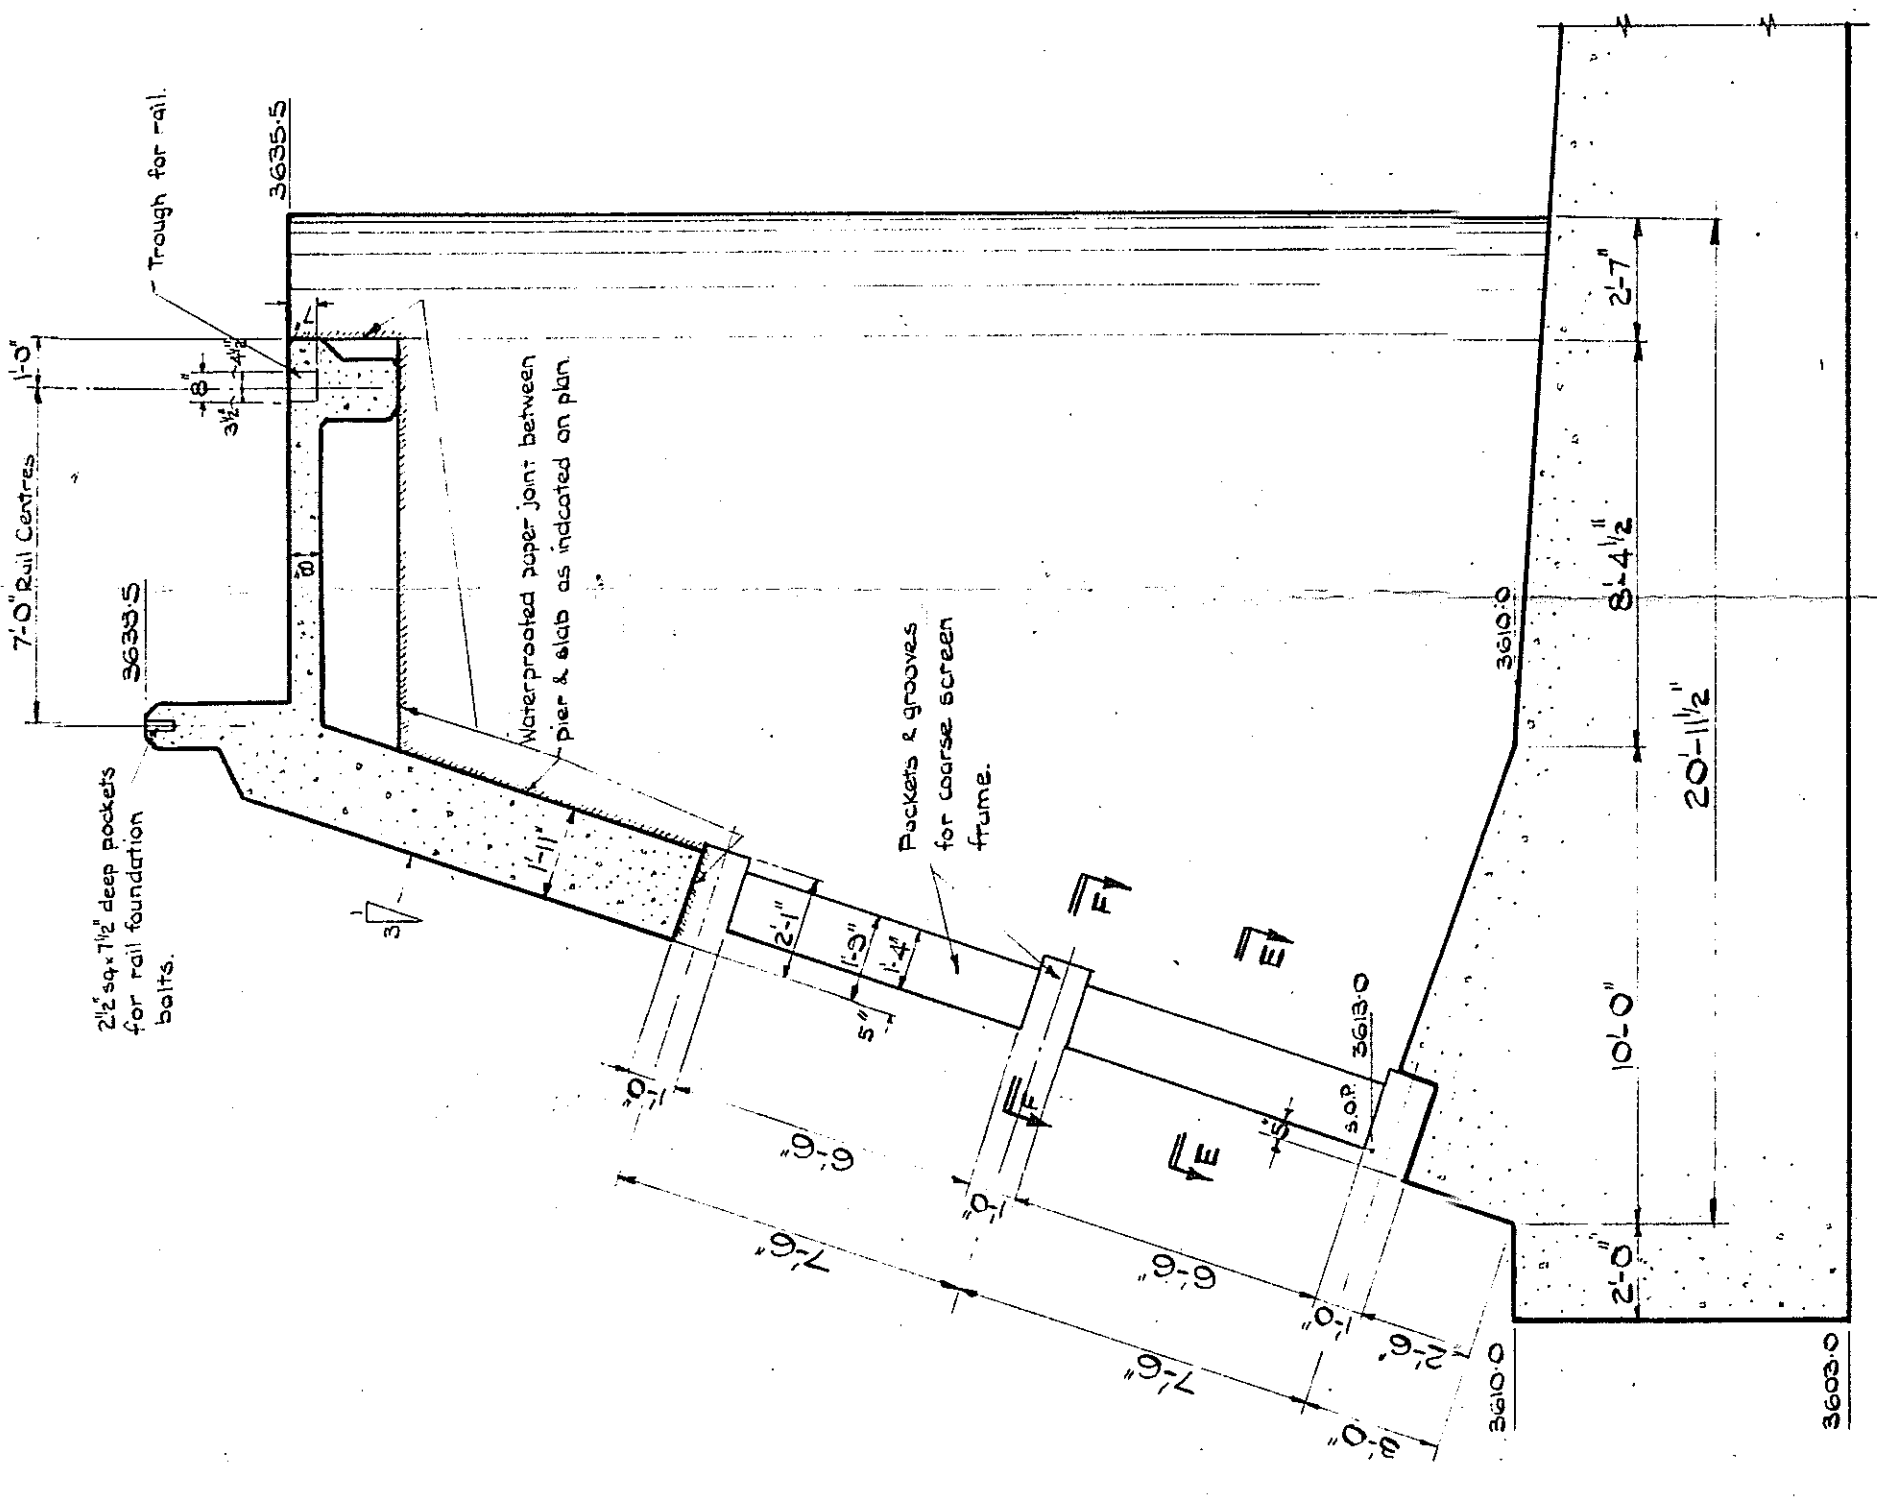 7'-0" Rail Centres
1'-0"
3635.5
Trough for rail.
8"
3½"
4½"
7"
8"
2½" sq x 7½" deep pockets
for rail foundation
bolts.
Waterproofed paper joint between
pier & slab as indicated on plan.
1'-11"
3
1
Pockets & grooves
for coarse screen
frame.
2'-1"
1'-9"
1'-4"
5"
1'-0"
6'-6"
7'-6"
F
F
E
E
1'-0"
6'-6"
7'-6"
5"
S.O.P. 3613.0
1'-0"
2'-6"
3'-0"
3610.0
2'-7"
8'-4½"
10'-0"
2'-0"
20'-11½"
3610.0
3603.0